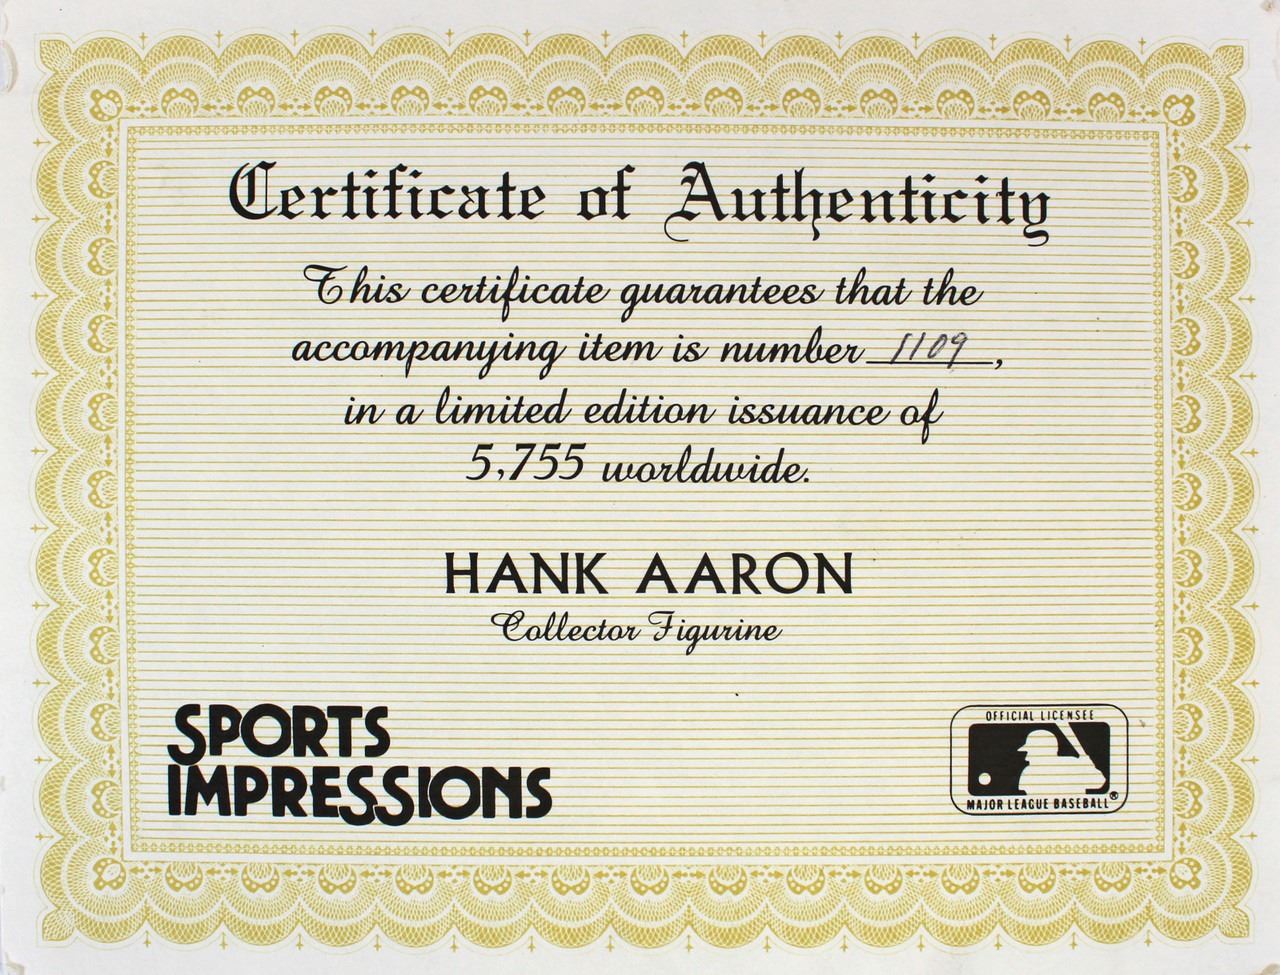 Certificate of Authenticity
This certificate guarantees that the
accompanying item is number 1109,
in a limited edition issuance of
5,755 worldwide.
HANK AARON
Collector Figurine
SPORTS
IMPRESSIONS
OFFICIAL LICENSEE
MAJOR LEAGUE BASEBALL®